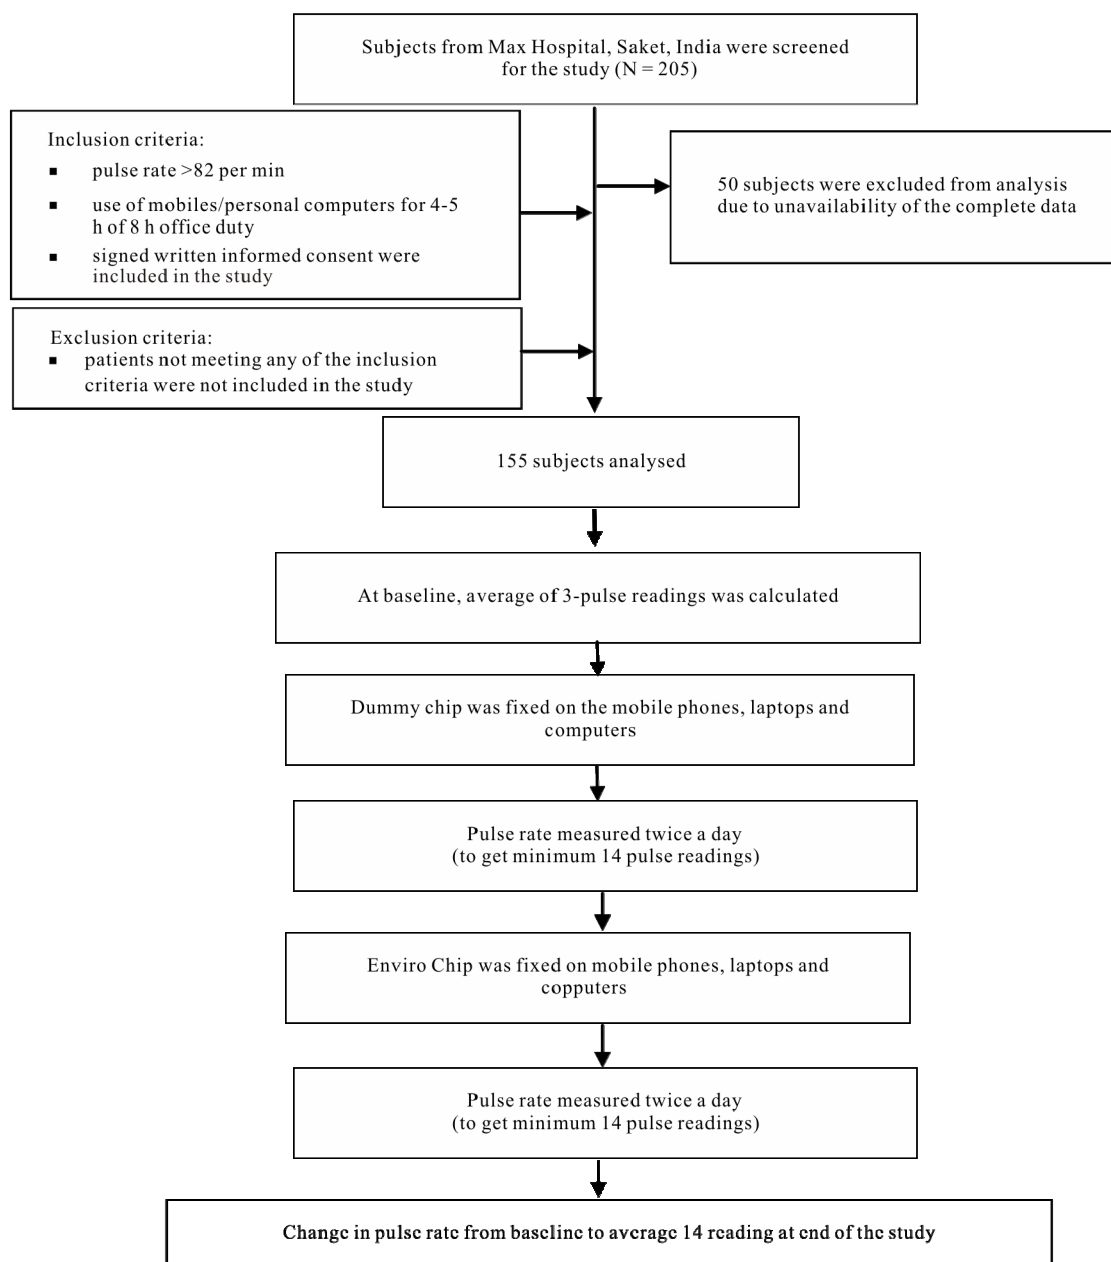 Subjects from Max Hospital, Saket, India were screened
for the study (N = 205)
Inclusion criteria:
▪ pulse rate >82 per min
▪ use of mobiles/personal computers for 4-5
h of 8 h office duty
▪ signed written informed consent were
included in the study
50 subjects were excluded from analysis
due to unavailability of the complete data
Exclusion criteria:
▪ patients not meeting any of the inclusion
criteria were not included in the study
155 subjects analysed
At baseline, average of 3-pulse readings was calculated
Dummy chip was fixed on the mobile phones, laptops and
computers
Pulse rate measured twice a day
(to get minimum 14 pulse readings)
Enviro Chip was fixed on mobile phones, laptops and
copputers
Pulse rate measured twice a day
(to get minimum 14 pulse readings)
Change in pulse rate from baseline to average 14 reading at end of the study